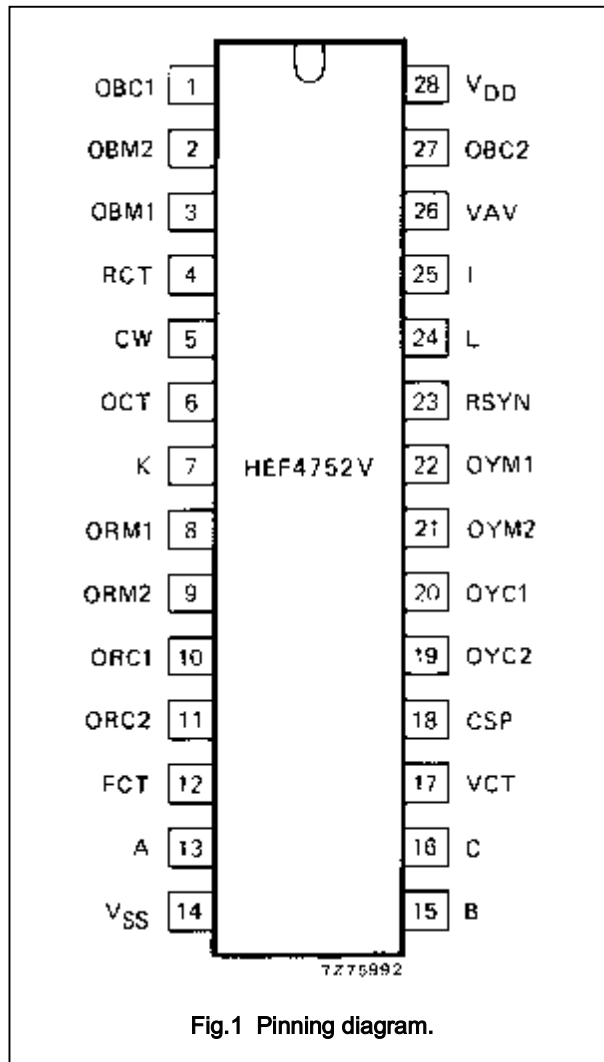 OBC1 1 28 VDD
OBM2 2 27 OBC2
OBM1 3 26 VAV
RCT 4 25 I
CW 5 24 L
OCT 6 23 RSYN
K 7 HEF4752V 22 OYM1
ORM1 8 21 OYM2
ORM2 9 20 OYC1
ORC1 10 19 OYC2
ORC2 11 18 CSP
FCT 12 17 VCT
A 13 16 C
VSS 14 15 B
7Z75992
Fig.1 Pinning diagram.